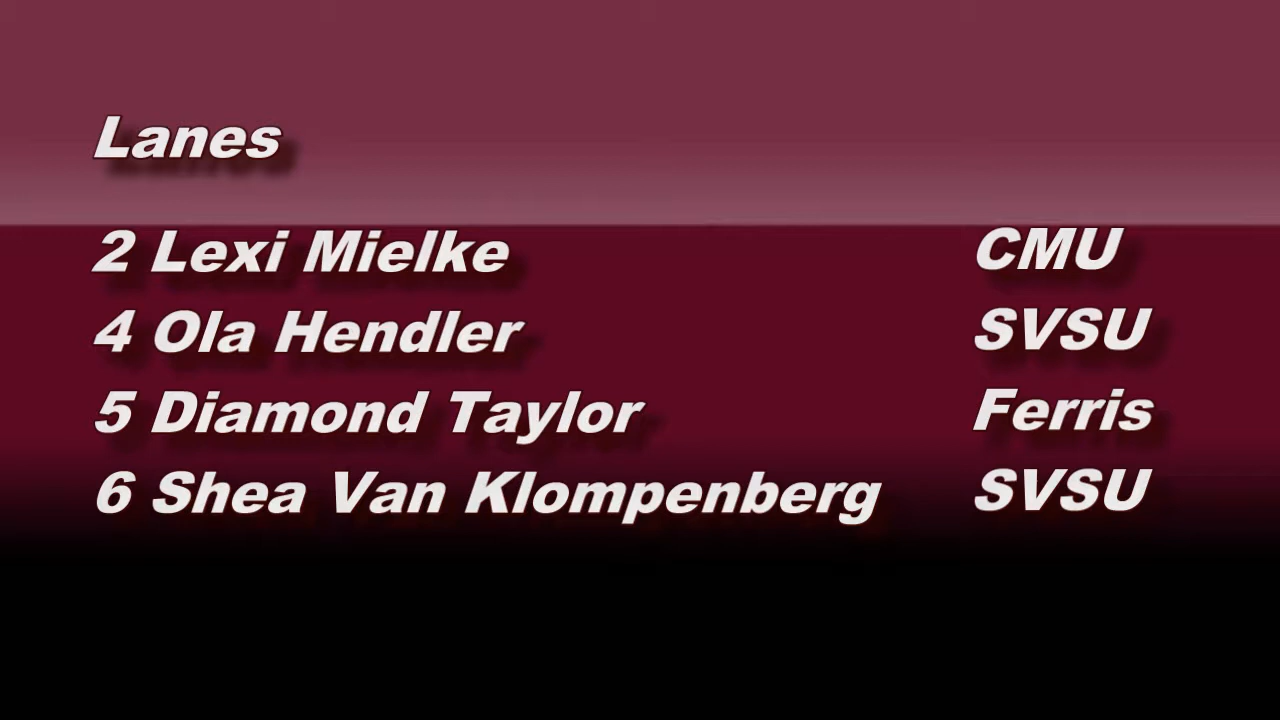 Lanes
2 Lexi Mielke CMU
4 Ola Hendler SVSU
5 Diamond Taylor Ferris
6 Shea Van Klompenberg SVSU